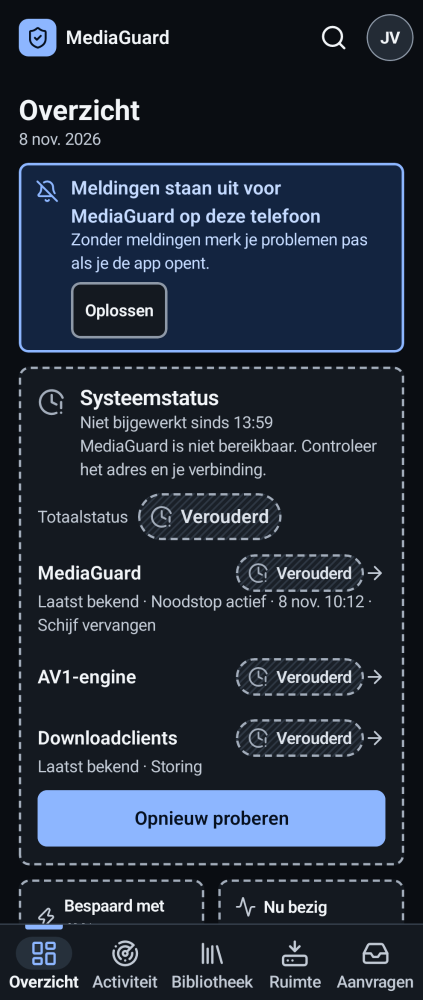 MediaGuard
JV
Overzicht
8 nov. 2026
Meldingen staan uit voor
MediaGuard op deze telefoon
Zonder meldingen merk je problemen pas
als je de app opent.
Oplossen
Systeemstatus
Niet bijgewerkt sinds 13:59
MediaGuard is niet bereikbaar. Controleer
het adres en je verbinding.
Totaalstatus Verouderd
MediaGuard Verouderd
Laatst bekend · Noodstop actief · 8 nov. 10:12 ·
Schijf vervangen
AV1-engine Verouderd
Downloadclients Verouderd
Laatst bekend · Storing
Opnieuw proberen
Bespaard met
Nu bezig
Overzicht Activiteit Bibliotheek Ruimte Aanvragen